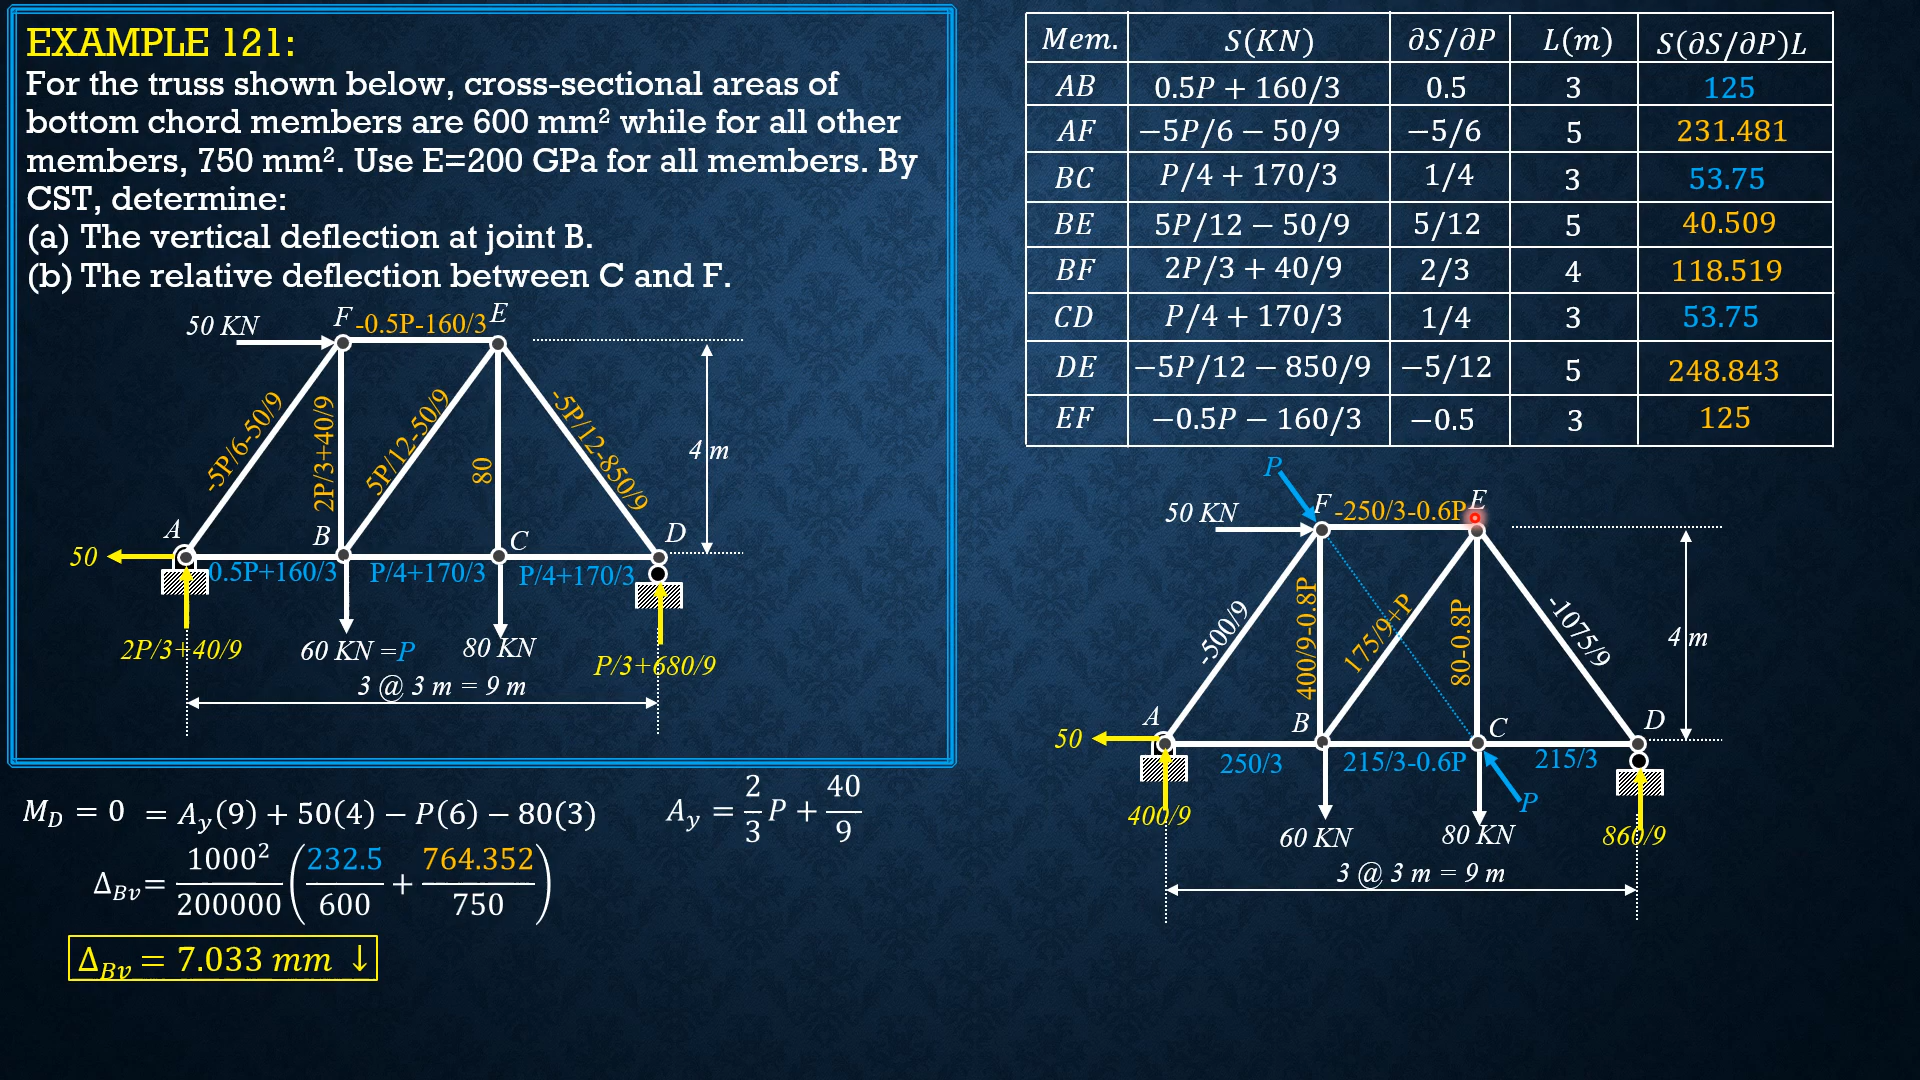 EXAMPLE 121:
For the truss shown below, cross-sectional areas of
bottom chord members are 600 mm² while for all other
members, 750 mm². Use E=200 GPa for all members. By
CST, determine:
(a) The vertical deflection at joint B.
(b) The relative deflection between C and F.
50 KN
F
-0.5P-160/3
E
-5P/6-50/9
2P/3+40/9
5P/12-50/9
80
-5P/12-850/9
4 m
A
B
C
D
50
0.5P+160/3
P/4+170/3
P/4+170/3
2P/3+40/9
60 KN =P
80 KN
P/3+680/9
3 @ 3 m = 9 m
M_D = 0 = A_y(9) + 50(4) − P(6) − 80(3)
A_y = 2/3 P + 40/9
Δ_Bv = 1000²/200000 (232.5/600 + 764.352/750)
Δ_Bv = 7.033 mm ↓
Mem. S(KN) ∂S/∂P L(m) S(∂S/∂P)L
AB 0.5P + 160/3 0.5 3 125
AF −5P/6 − 50/9 −5/6 5 231.481
BC P/4 + 170/3 1/4 3 53.75
BE 5P/12 − 50/9 5/12 5 40.509
BF 2P/3 + 40/9 2/3 4 118.519
CD P/4 + 170/3 1/4 3 53.75
DE −5P/12 − 850/9 −5/12 5 248.843
EF −0.5P − 160/3 −0.5 3 125
P
50 KN
F
-250/3-0.6P
E
-500/9
400/9-0.8P
175/9+P
80-0.8P
-1075/9
4 m
A
B
C
D
50
250/3
215/3-0.6P
215/3
P
400/9
60 KN
80 KN
860/9
3 @ 3 m = 9 m